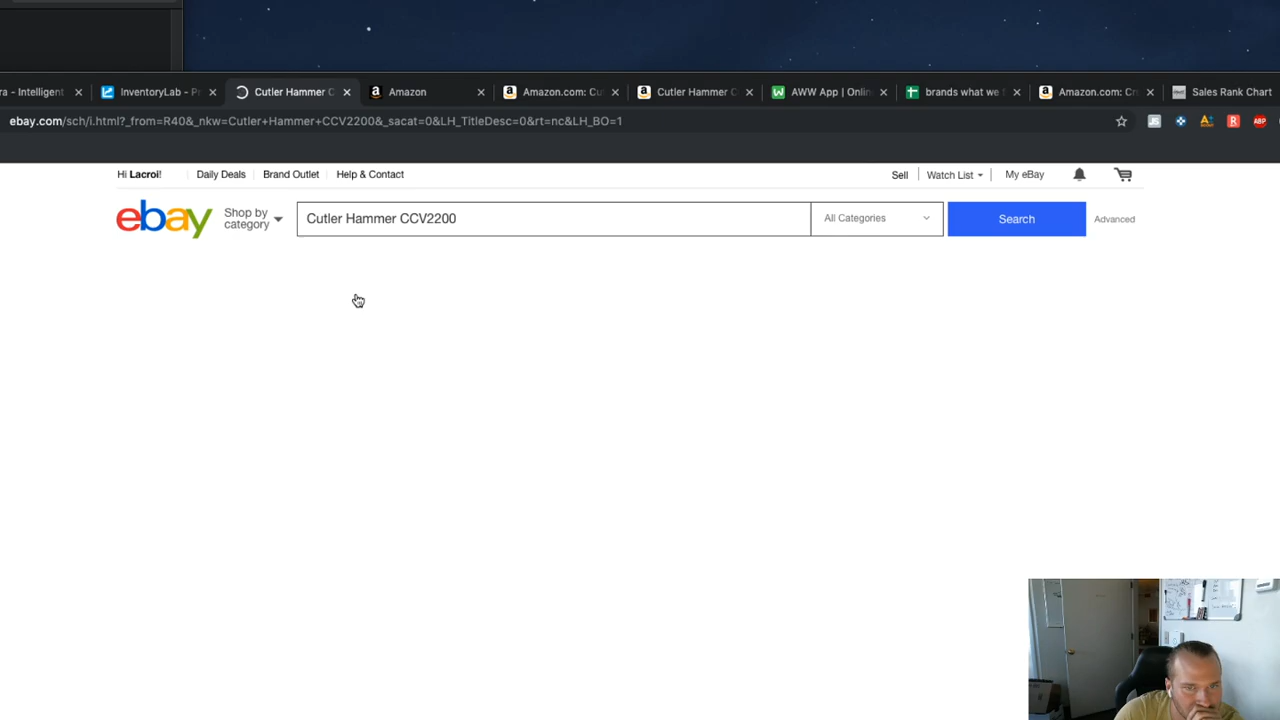 ra - Intelligent
InventoryLab - Pr
Cutler Hammer C
Amazon
Amazon.com: Cu
Cutler Hammer C
AWW App | Onlin
brands what we f
Amazon.com: Cr
Sales Rank Chart
ebay.com/sch/i.html?_from=R40&_nkw=Cutler+Hammer+CCV2200&_sacat=0&LH_TitleDesc=0&rt=nc&LH_BO=1
Hi Lacroi!
Daily Deals
Brand Outlet
Help & Contact
Sell
Watch List
My eBay
ebay
Shop by
category
Cutler Hammer CCV2200
All Categories
Search
Advanced